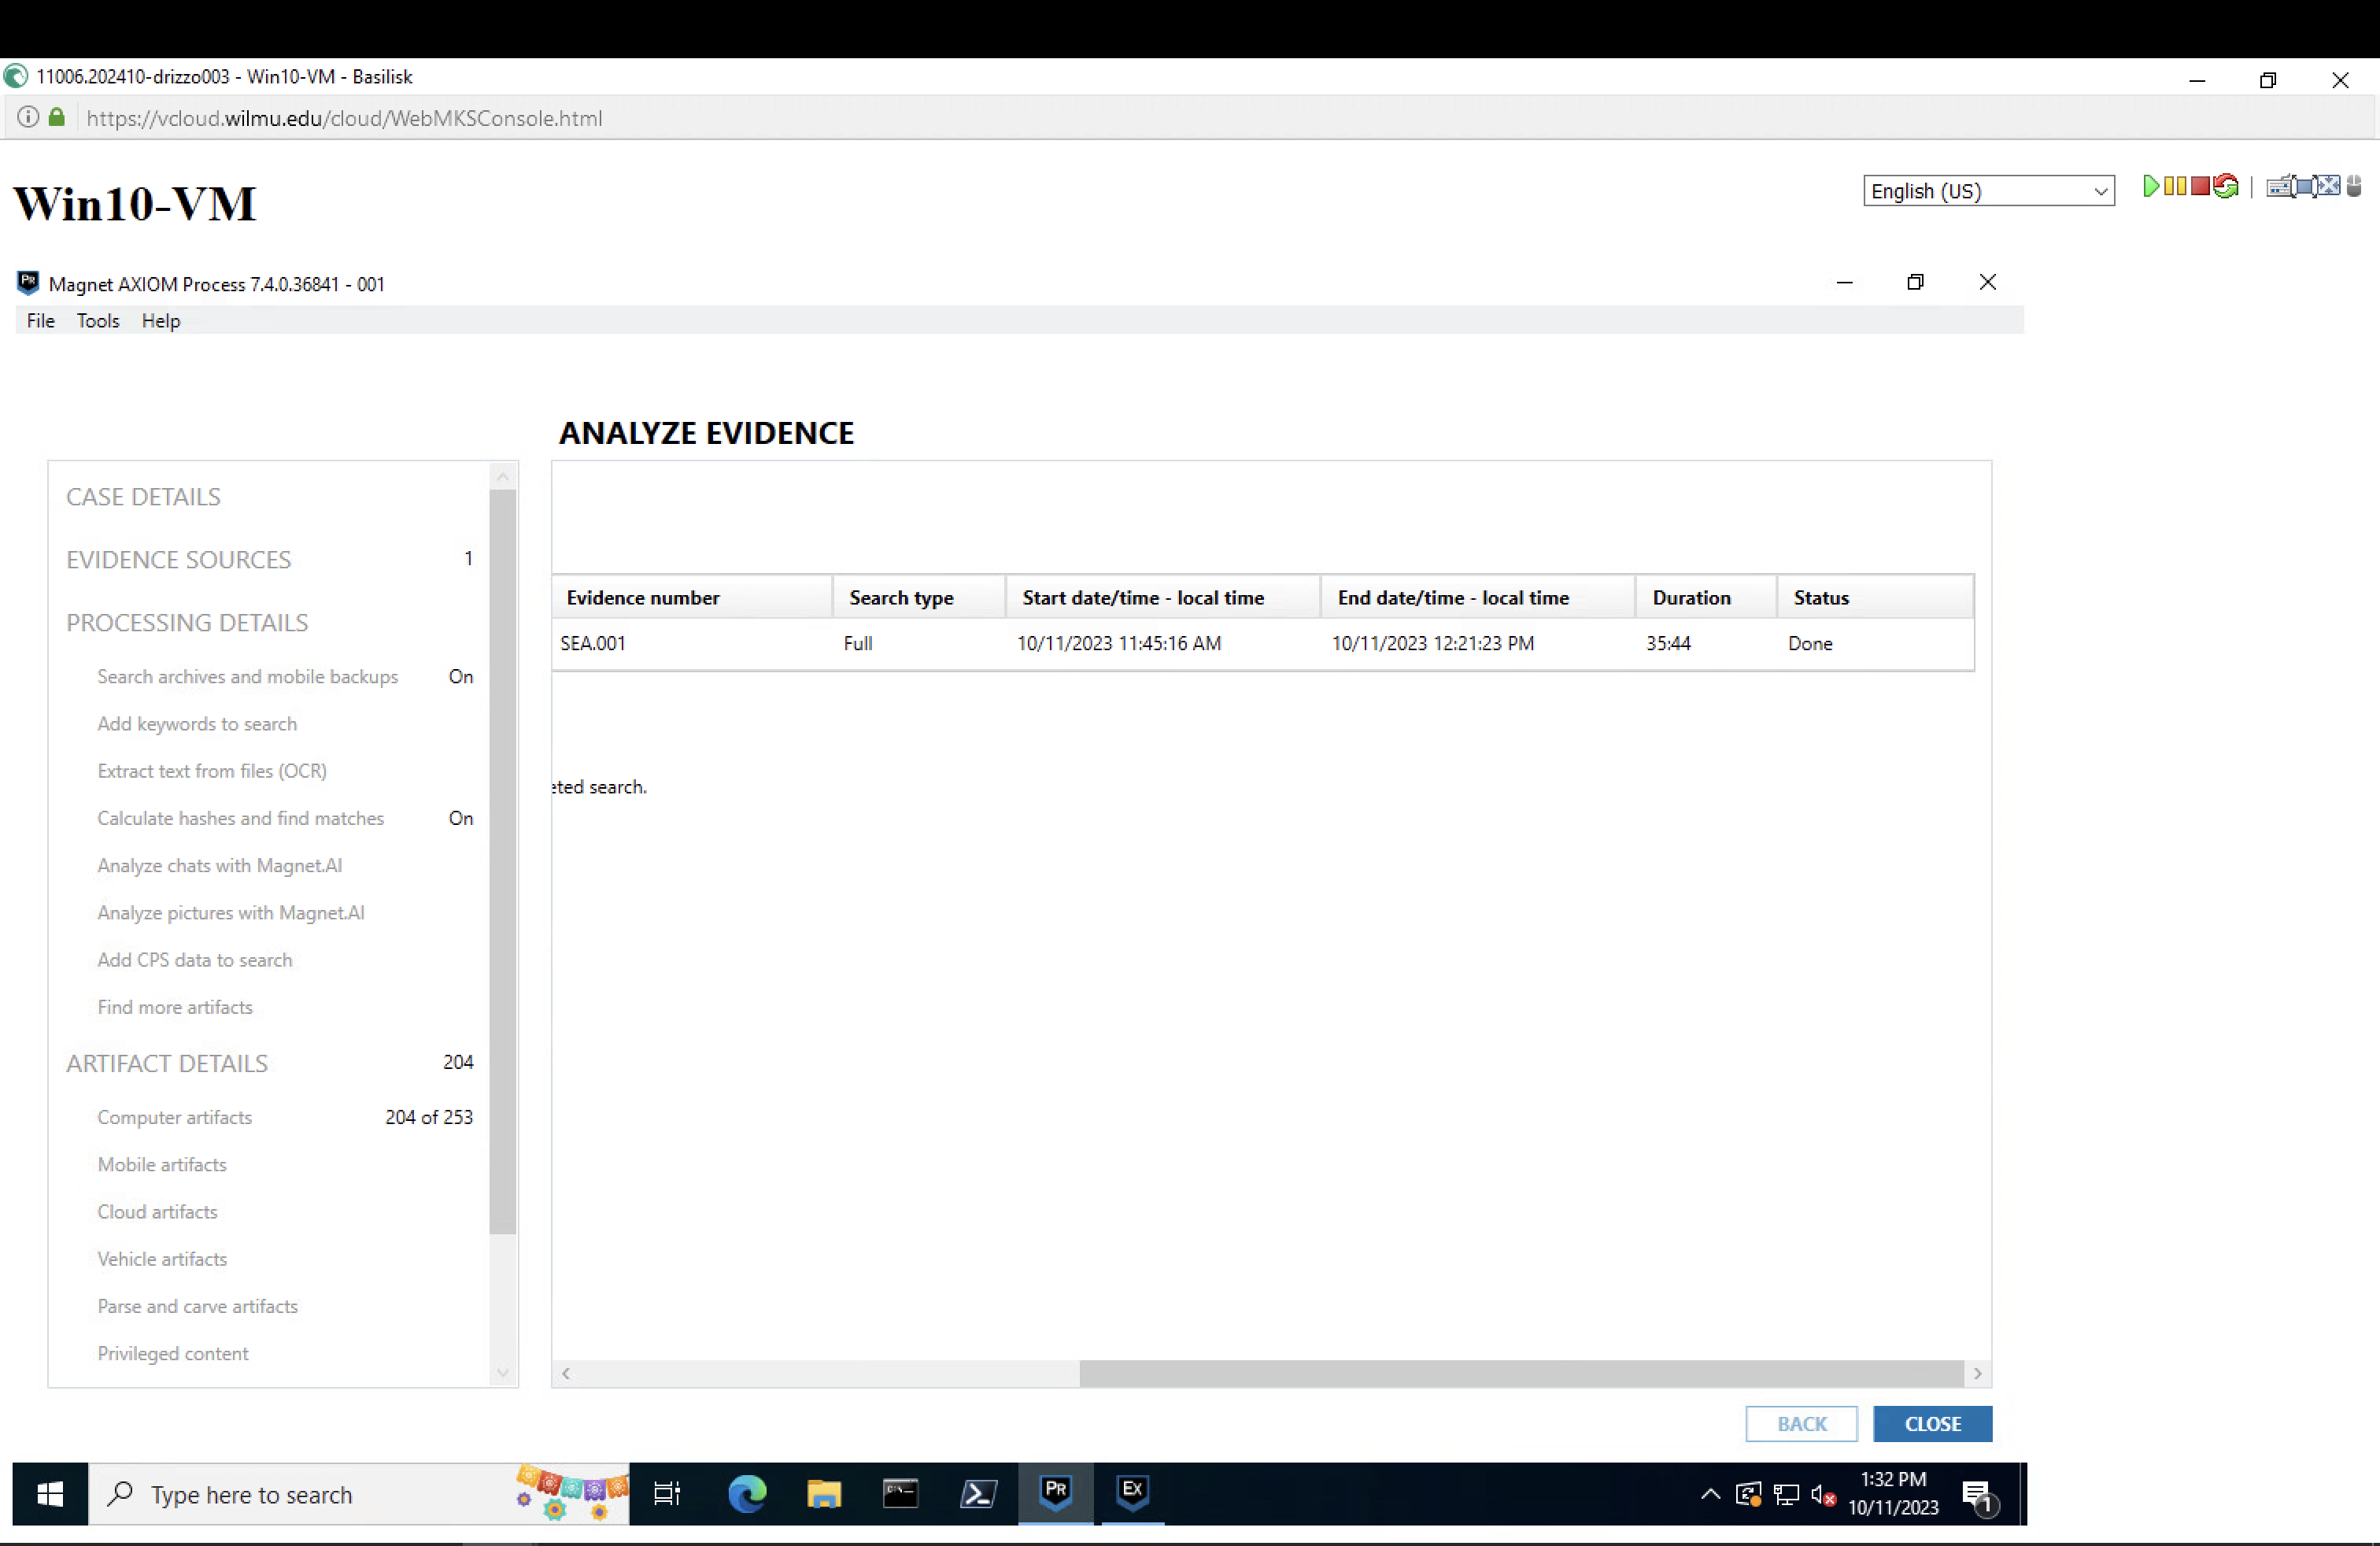 11006.202410-drizzo003 - Win10-VM - Basilisk
https://vcloud.wilmu.edu/cloud/WebMKSConsole.html
Win10-VM
English (US)
Magnet AXIOM Process 7.4.0.36841 - 001
File Tools Help
ANALYZE EVIDENCE
CASE DETAILS
EVIDENCE SOURCES 1
PROCESSING DETAILS
Search archives and mobile backups On
Add keywords to search
Extract text from files (OCR)
Calculate hashes and find matches On
Analyze chats with Magnet.AI
Analyze pictures with Magnet.AI
Add CPS data to search
Find more artifacts
ARTIFACT DETAILS 204
Computer artifacts 204 of 253
Mobile artifacts
Cloud artifacts
Vehicle artifacts
Parse and carve artifacts
Privileged content
Evidence number Search type Start date/time - local time End date/time - local time Duration Status
SEA.001 Full 10/11/2023 11:45:16 AM 10/11/2023 12:21:23 PM 35:44 Done
eted search.
BACK CLOSE
Type here to search
PR
EX
1:32 PM
10/11/2023
1